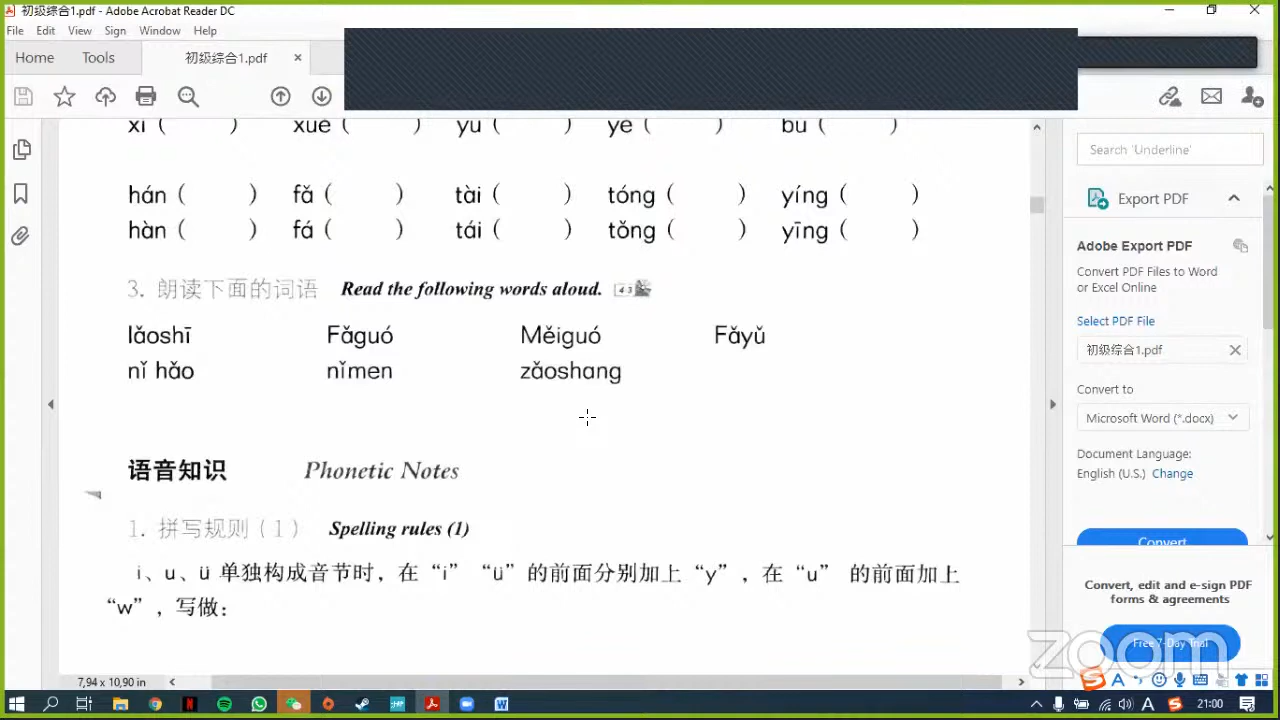 初级综合1.pdf - Adobe Acrobat Reader DC
File Edit View Sign Window Help
Home Tools 初级综合1.pdf ×
xi ( ) xue ( ) yu ( ) ye ( ) bu ( )
hán ( ) fǎ ( ) tài ( ) tóng ( ) yíng ( )
hàn ( ) fá ( ) tái ( ) tǒng ( ) yīng ( )
3. 朗读下面的词语 Read the following words aloud. 4-3
lǎoshī Fǎguó Měiguó Fǎyǔ
nǐ hǎo nǐmen zǎoshang
语音知识 Phonetic Notes
1. 拼写规则(1) Spelling rules (1)
i、u、ü 单独构成音节时，在“i”“ü”的前面分别加上“y”，在“u” 的前面加上
“w”，写做：
7,94 x 10,90 in
Search 'Underline'
Export PDF
Adobe Export PDF
Convert PDF Files to Word
or Excel Online
Select PDF File
初级综合1.pdf
Convert to
Microsoft Word (*.docx)
Document Language:
English (U.S.) Change
Convert
Convert, edit and e-sign PDF
forms & agreements
Free 7-Day Trial
zoom
21:00